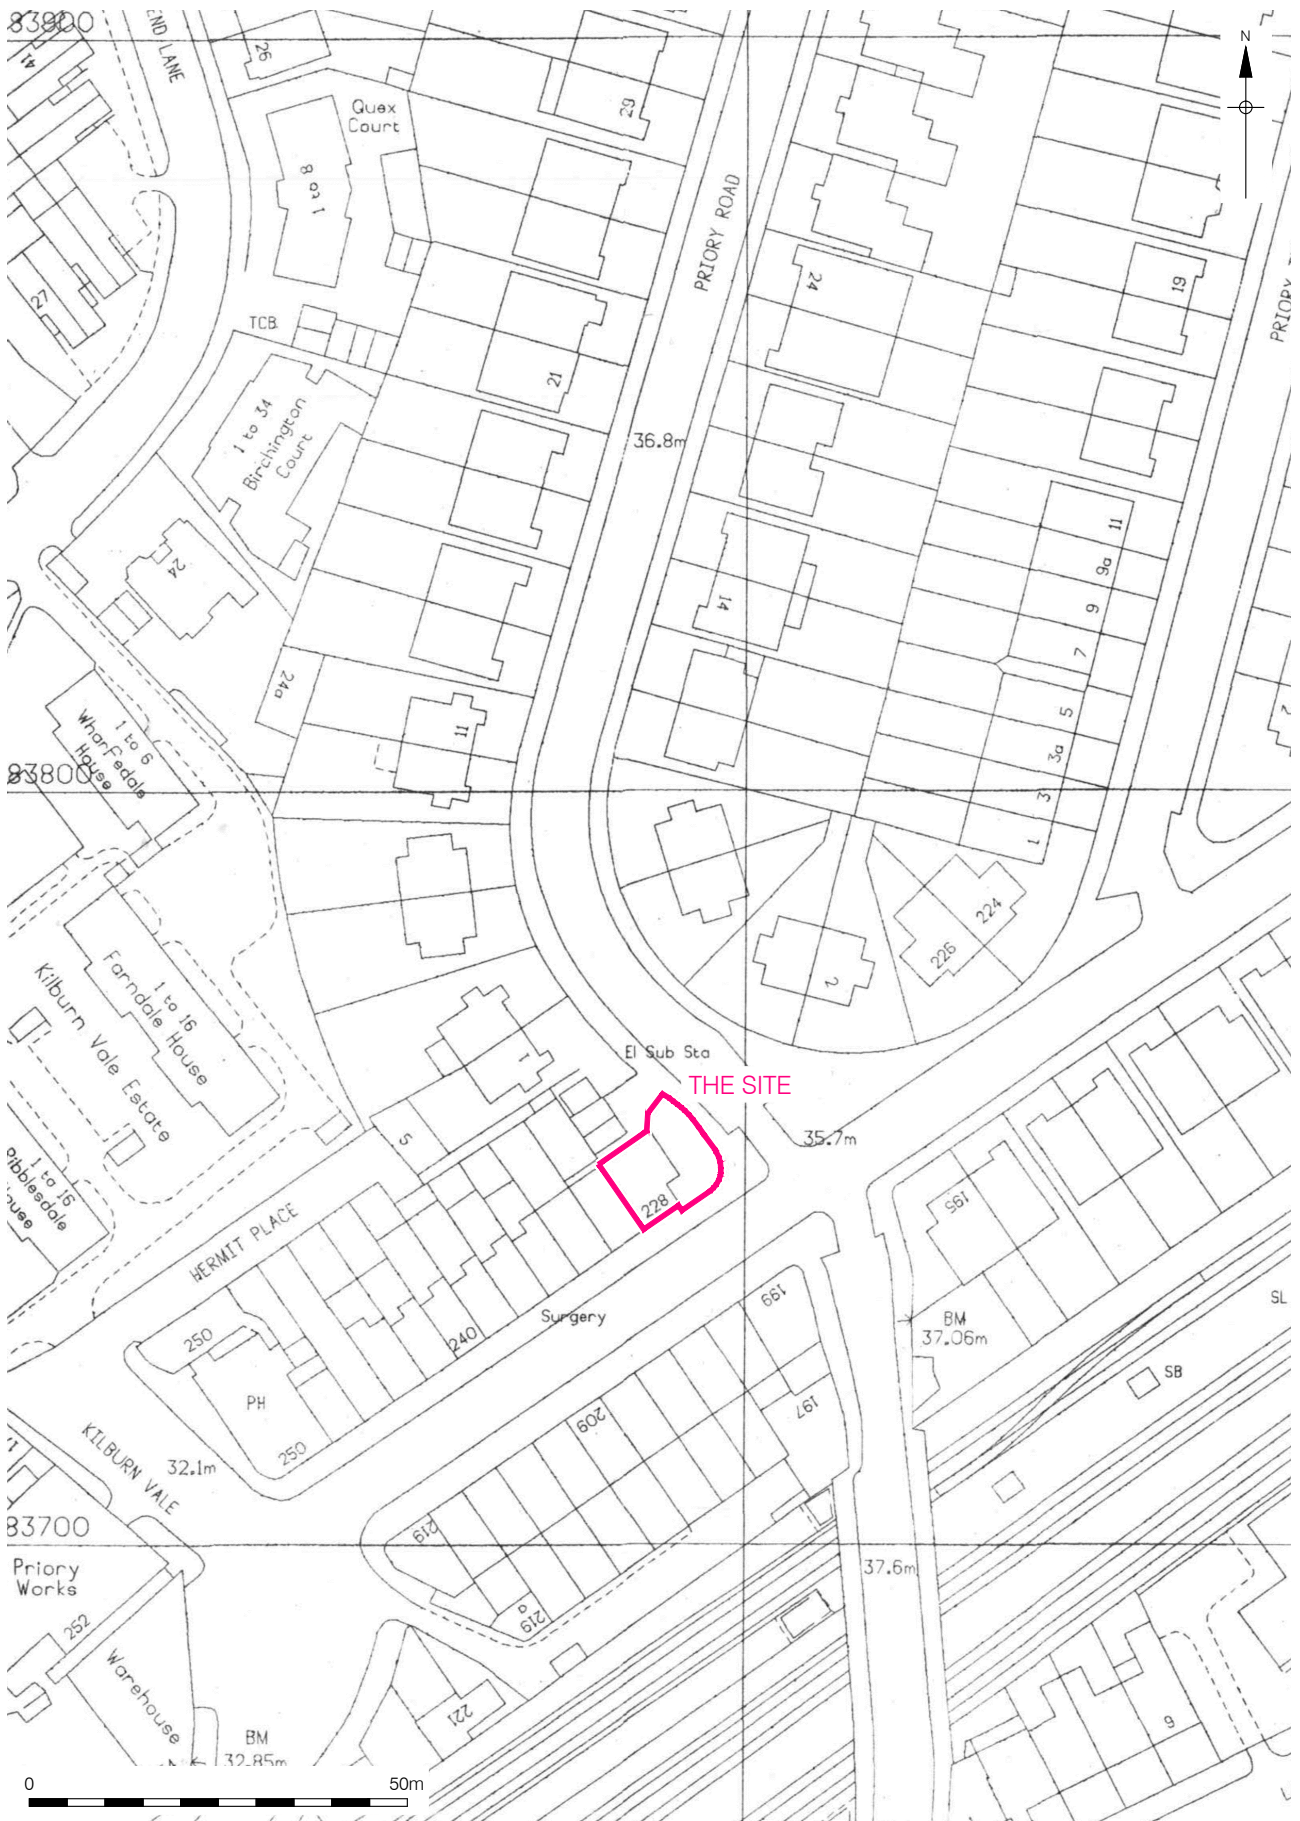 83900
END LANE
41
26
Quex
Court
29
N
1 to 8
PRIORY ROAD
24
19
27
TCB
21
1 to 34
Birchington
Court
36.8m
24
11
9a
9
14
7
24a
5
11
1 to 6
Wharfedale
House
3a
83800
3
1
224
226
2
Kilburn Vale Estate
1 to 16
Farndale House
1
El Sub Sta
THE SITE
35.7m
5
1 to 16
228
195
HERMIT PLACE
199
Surgery
BM
37.06m
SL
250
240
SB
PH
197
209
250
KILBURN VALE
32.1m
219
83700
37.6m
Priory
Works
219a
252
Warehouse
221
6
BM
32.85m
0
50m